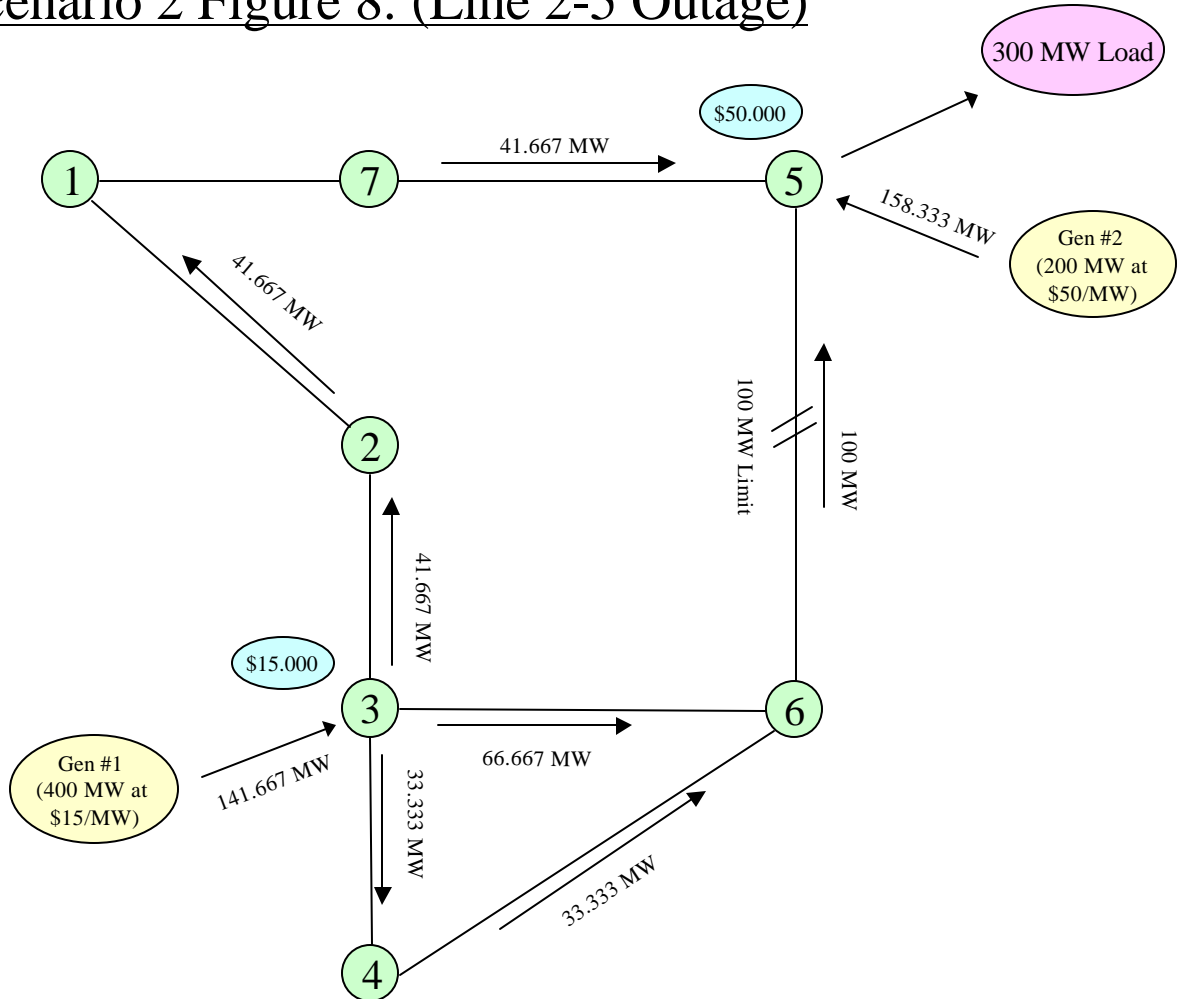 Scenario 2 Figure 8. (Line 2-5 Outage)
300 MW Load
$50.000
41.667 MW
1
7
5
158.333 MW
Gen #2
(200 MW at
$50/MW)
41.667 MW
100 MW Limit
100 MW
2
41.667 MW
$15.000
3
6
66.667 MW
Gen #1
(400 MW at
$15/MW)
141.667 MW
33.333 MW
33.333 MW
4